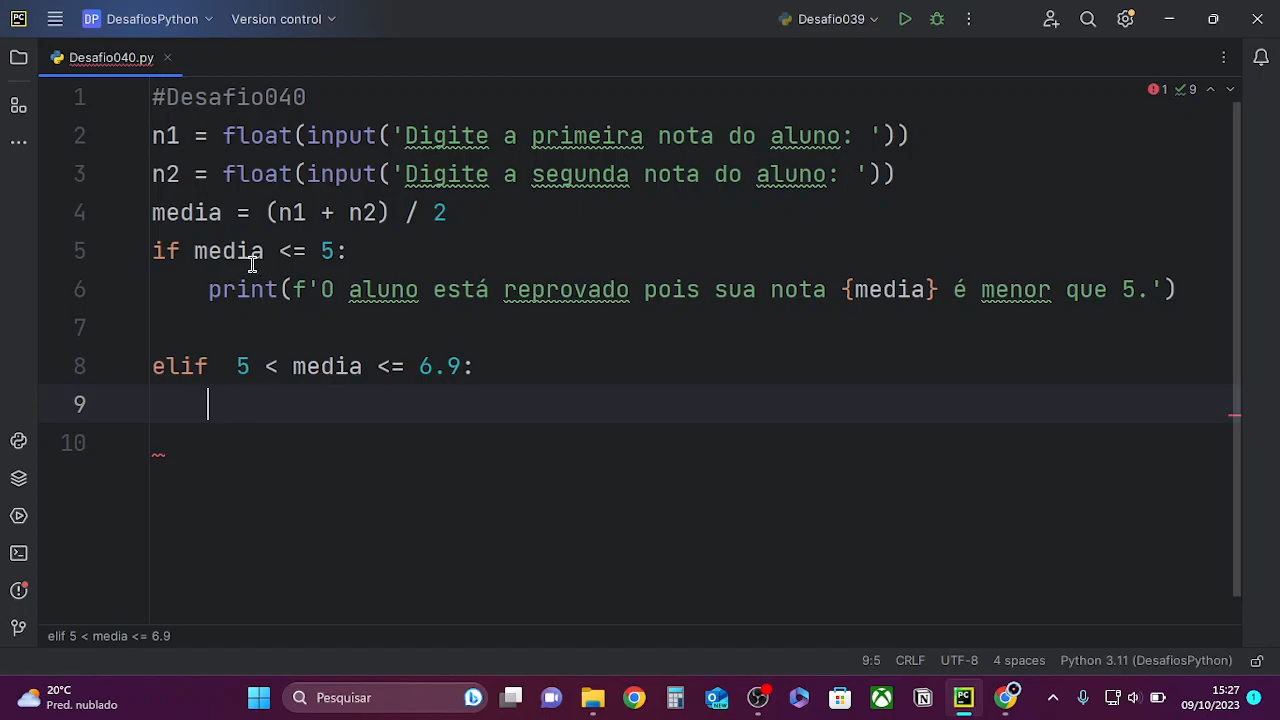 DP DesafiosPython Version control Desafio039
Desafio040.py
1 #Desafio040
2 n1 = float(input('Digite a primeira nota do aluno: '))
3 n2 = float(input('Digite a segunda nota do aluno: '))
4 media = (n1 + n2) / 2
5 if media <= 5:
6 print(f'O aluno está reprovado pois sua nota {media} é menor que 5.')
7
8 elif  5 < media <= 6.9:
9
10
1 9
elif 5 < media <= 6.9
9:5 CRLF UTF-8 4 spaces Python 3.11 (DesafiosPython)
20°C
Pred. nublado
Pesquisar
NEW
15:27
09/10/2023
1